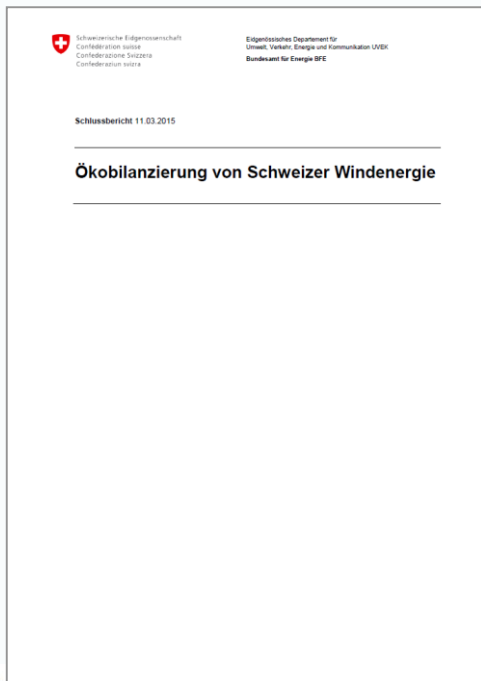 Schweizerische Eidgenossenschaft
Confédération suisse
Confederazione Svizzera
Confederaziun svizra
Eidgenössisches Departement für
Umwelt, Verkehr, Energie und Kommunikation UVEK
Bundesamt für Energie BFE
Schlussbericht 11.03.2015
Ökobilanzierung von Schweizer Windenergie